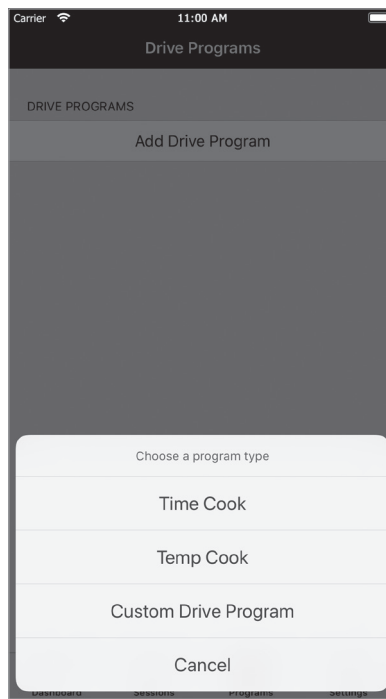 Carrier 11:00 AM
Drive Programs
DRIVE PROGRAMS
Add Drive Program
Choose a program type
Time Cook
Temp Cook
Custom Drive Program
Cancel
Dashboard Sessions Programs Settings